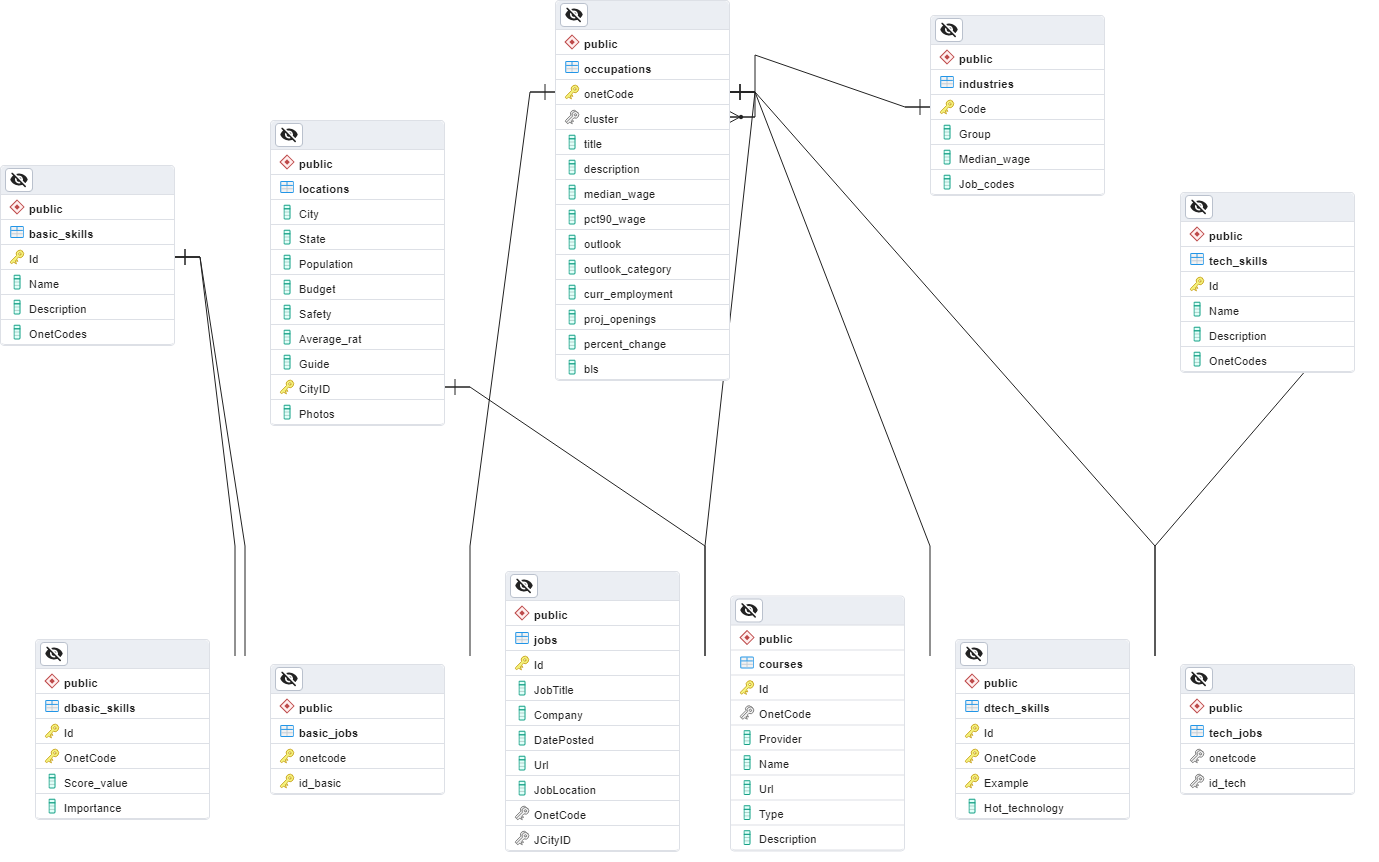 public
occupations
onetCode
cluster
title
description
median_wage
pct90_wage
outlook
outlook_category
curr_employment
proj_openings
percent_change
bls
public
industries
Code
Group
Median_wage
Job_codes
public
locations
City
State
Population
Budget
Safety
Average_rat
Guide
CityID
Photos
public
basic_skills
Id
Name
Description
OnetCodes
public
tech_skills
Id
Name
Description
OnetCodes
public
dbasic_skills
Id
OnetCode
Score_value
Importance
public
basic_jobs
onetcode
id_basic
public
jobs
Id
JobTitle
Company
DatePosted
Url
JobLocation
OnetCode
JCityID
public
courses
Id
OnetCode
Provider
Name
Url
Type
Description
public
dtech_skills
Id
OnetCode
Example
Hot_technology
public
tech_jobs
onetcode
id_tech